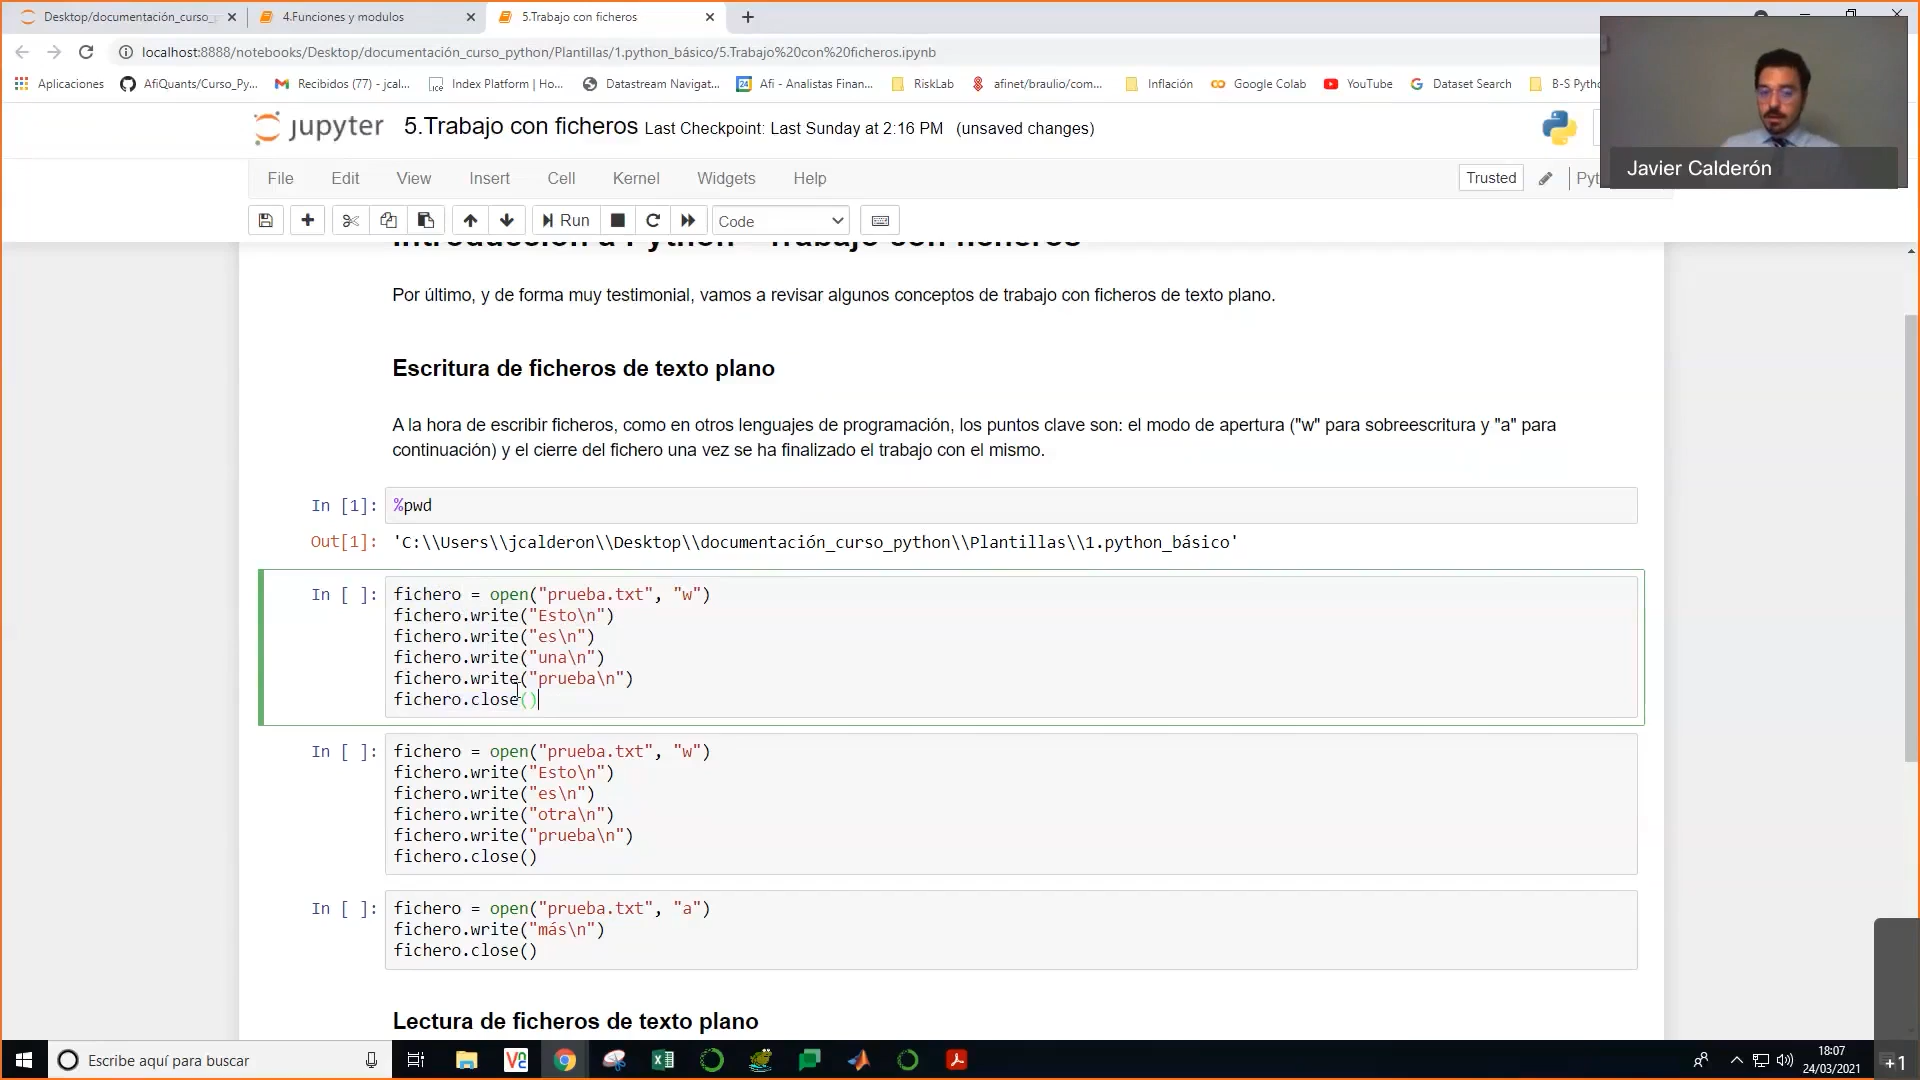 Desktop/documentación_curso_p
4.Funciones y modulos
5.Trabajo con ficheros
localhost:8888/notebooks/Desktop/documentación_curso_python/Plantillas/1.python_básico/5.Trabajo%20con%20ficheros.ipynb
Aplicaciones
AfiQuants/Curso_Py...
Recibidos (77) - jcal...
Index Platform | Ho...
Datastream Navigat...
Afi - Analistas Finan...
RiskLab
afinet/braulio/com...
Inflación
Google Colab
YouTube
Dataset Search
B-S Pytho
jupyter 5.Trabajo con ficheros Last Checkpoint: Last Sunday at 2:16 PM (unsaved changes)
Javier Calderón
File Edit View Insert Cell Kernel Widgets Help
Trusted
Pyt
Run
Code
Introducción a Python - Trabajo con ficheros
Por último, y de forma muy testimonial, vamos a revisar algunos conceptos de trabajo con ficheros de texto plano.
Escritura de ficheros de texto plano
A la hora de escribir ficheros, como en otros lenguajes de programación, los puntos clave son: el modo de apertura ("w" para sobreescritura y "a" para
continuación) y el cierre del fichero una vez se ha finalizado el trabajo con el mismo.
In [1]: %pwd
Out[1]: 'C:\\Users\\jcalderon\\Desktop\\documentación_curso_python\\Plantillas\\1.python_básico'
In [ ]: fichero = open("prueba.txt", "w")
fichero.write("Esto\n")
fichero.write("es\n")
fichero.write("una\n")
fichero.write("prueba\n")
fichero.close()
In [ ]: fichero = open("prueba.txt", "w")
fichero.write("Esto\n")
fichero.write("es\n")
fichero.write("otra\n")
fichero.write("prueba\n")
fichero.close()
In [ ]: fichero = open("prueba.txt", "a")
fichero.write("más\n")
fichero.close()
Lectura de ficheros de texto plano
Escribe aquí para buscar
18:07
24/03/2021
+1